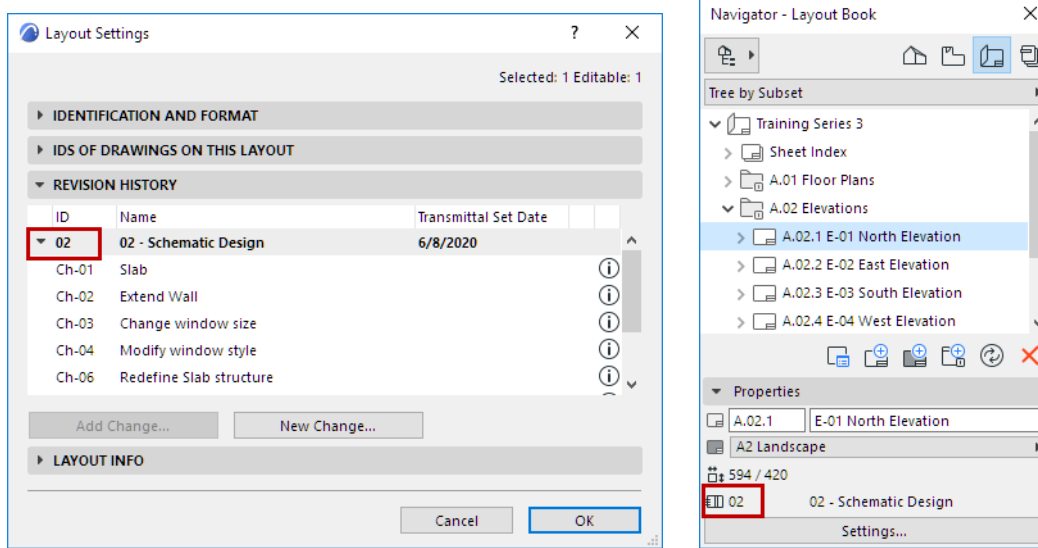 Layout Settings
?
Selected: 1 Editable: 1
IDENTIFICATION AND FORMAT
IDS OF DRAWINGS ON THIS LAYOUT
REVISION HISTORY
ID Name Transmittal Set Date
02 02 - Schematic Design 6/8/2020
Ch-01 Slab
Ch-02 Extend Wall
Ch-03 Change window size
Ch-04 Modify window style
Ch-06 Redefine Slab structure
Add Change... New Change...
LAYOUT INFO
Cancel OK
Navigator - Layout Book
Tree by Subset
Training Series 3
Sheet Index
A.01 Floor Plans
A.02 Elevations
A.02.1 E-01 North Elevation
A.02.2 E-02 East Elevation
A.02.3 E-03 South Elevation
A.02.4 E-04 West Elevation
Properties
A.02.1 E-01 North Elevation
A2 Landscape
594 / 420
02 02 - Schematic Design
Settings...